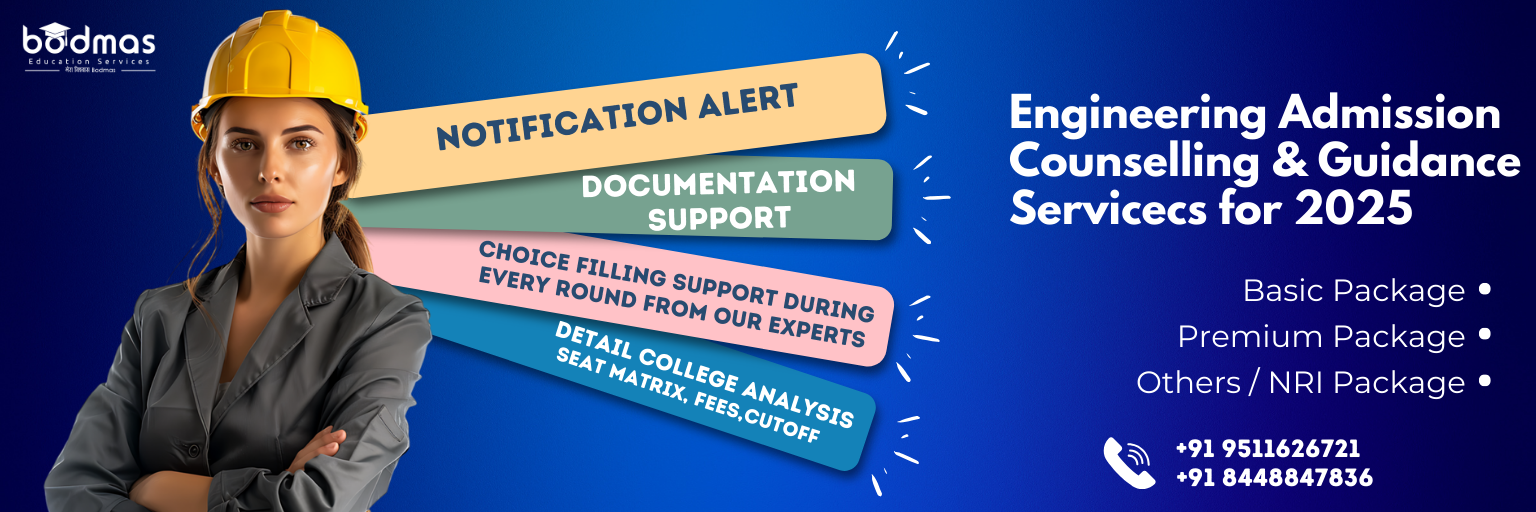 bodmas
Education Services
मेरा विश्वास Bodmas
NOTIFICATION ALERT
DOCUMENTATION
SUPPORT
CHOICE FILLING SUPPORT DURING
EVERY ROUND FROM OUR EXPERTS
DETAIL COLLEGE ANALYSIS
SEAT MATRIX, FEES,CUTOFF
Engineering Admission
Counselling & Guidance
Servicecs for 2025
Basic Package
Premium Package
Others / NRI Package
+91 9511626721
+91 8448847836